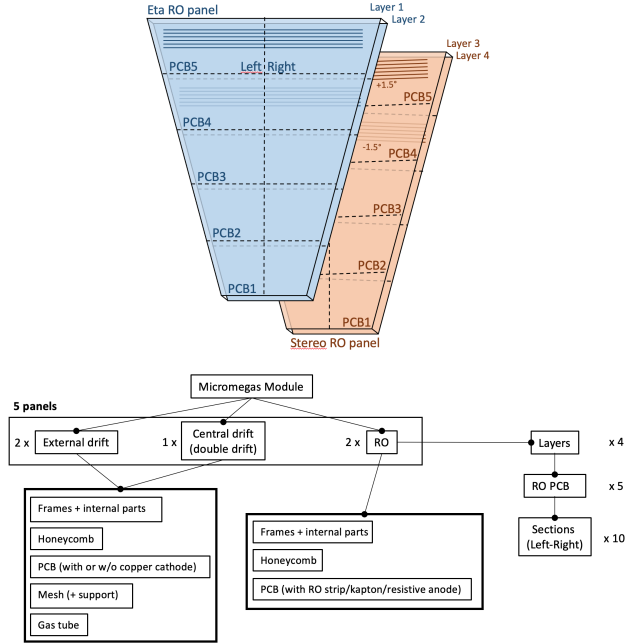 Eta RO panel
Layer 1
Layer 2
Layer 3
Layer 4
PCB5
Left
Right
+1.5°
PCB5
PCB4
-1.5°
PCB4
PCB3
PCB3
PCB2
PCB2
PCB1
PCB1
Stereo RO panel
Micromegas Module
5 panels
2 x
External drift
1 x
Central drift
(double drift)
2 x
RO
Layers
x 4
RO PCB
x 5
Sections
(Left-Right)
x 10
Frames + internal parts
Honeycomb
PCB (with or w/o copper cathode)
Mesh (+ support)
Gas tube
Frames + internal parts
Honeycomb
PCB (with RO strip/kapton/resistive anode)